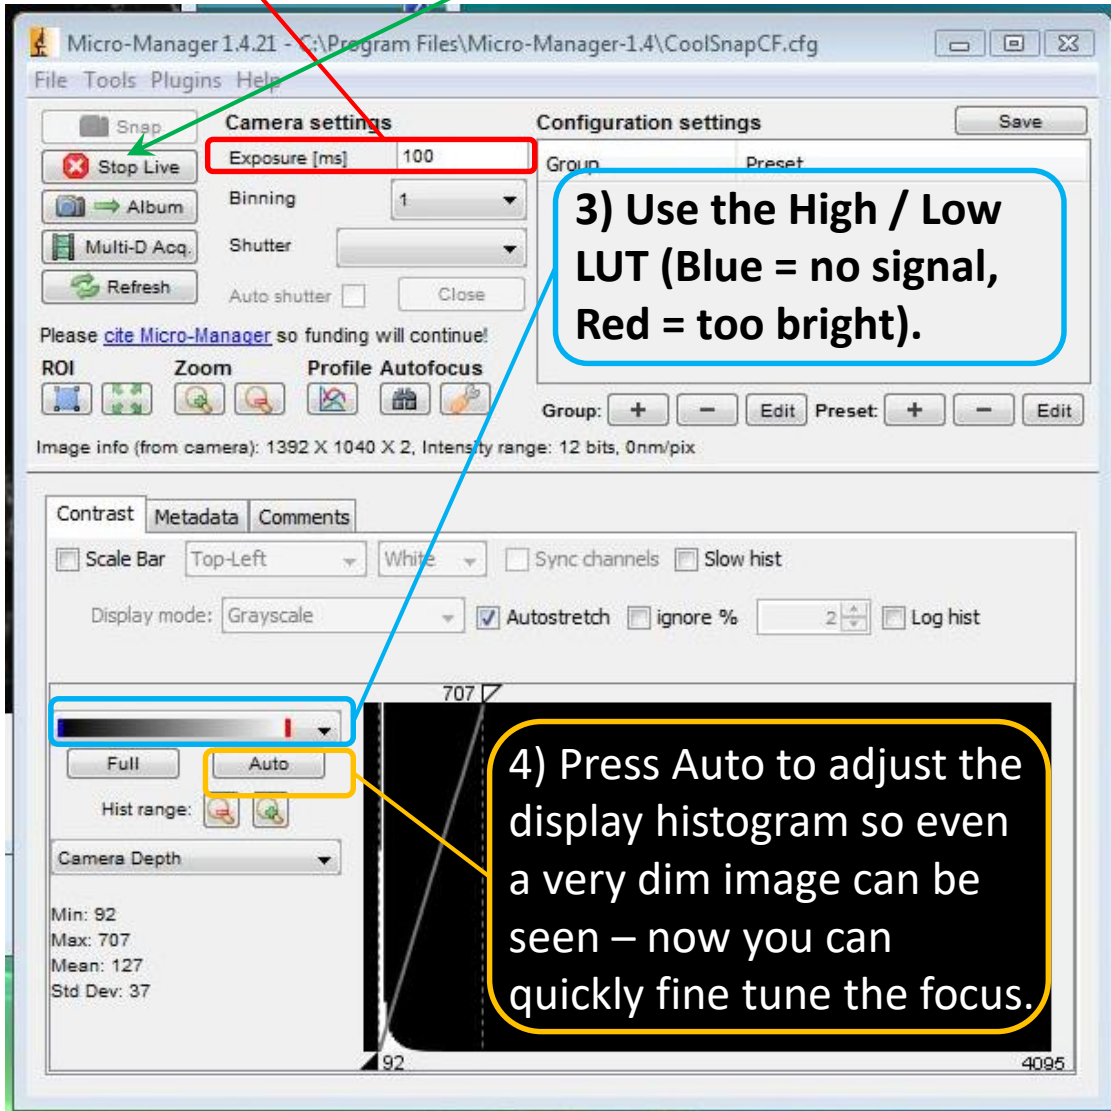 Micro-Manager 1.4.21 - C:\Program Files\Micro-Manager-1.4\CoolSnapCF.cfg
File Tools Plugins Help
Snap
Camera settings
Configuration settings
Save
Stop Live
Exposure [ms] 100
Group Preset
Album
Binning 1
Multi-D Acq.
Shutter
Refresh
Auto shutter Close
3) Use the High / Low
LUT (Blue = no signal,
Red = too bright).
Please cite Micro-Manager so funding will continue!
ROI Zoom Profile Autofocus
Group: + - Edit Preset: + - Edit
Image info (from camera): 1392 X 1040 X 2, Intensity range: 12 bits, 0nm/pix
Contrast Metadata Comments
Scale Bar Top-Left White Sync channels Slow hist
Display mode: Grayscale Autostretch ignore % 2 Log hist
707
Full Auto
Hist range:
Camera Depth
Min: 92
Max: 707
Mean: 127
Std Dev: 37
4) Press Auto to adjust the
display histogram so even
a very dim image can be
seen – now you can
quickly fine tune the focus.
92 4095